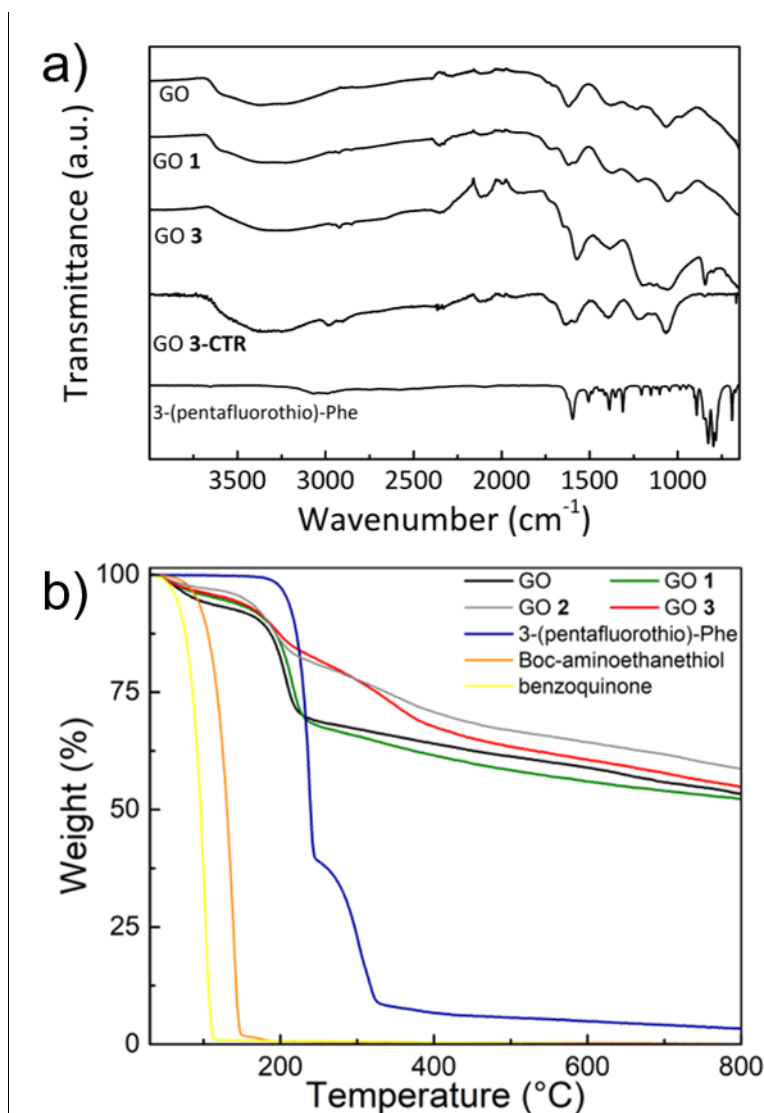 a)
GO
GO 1
GO 3
GO 3-CTR
3-(pentafluorothio)-Phe
Transmittance (a.u.)
3500 3000 2500 2000 1500 1000
Wavenumber (cm⁻¹)
b)
100
75
50
25
0
Weight (%)
GO GO 1
GO 2 GO 3
3-(pentafluorothio)-Phe
Boc-aminoethanethiol
benzoquinone
200 400 600 800
Temperature (°C)